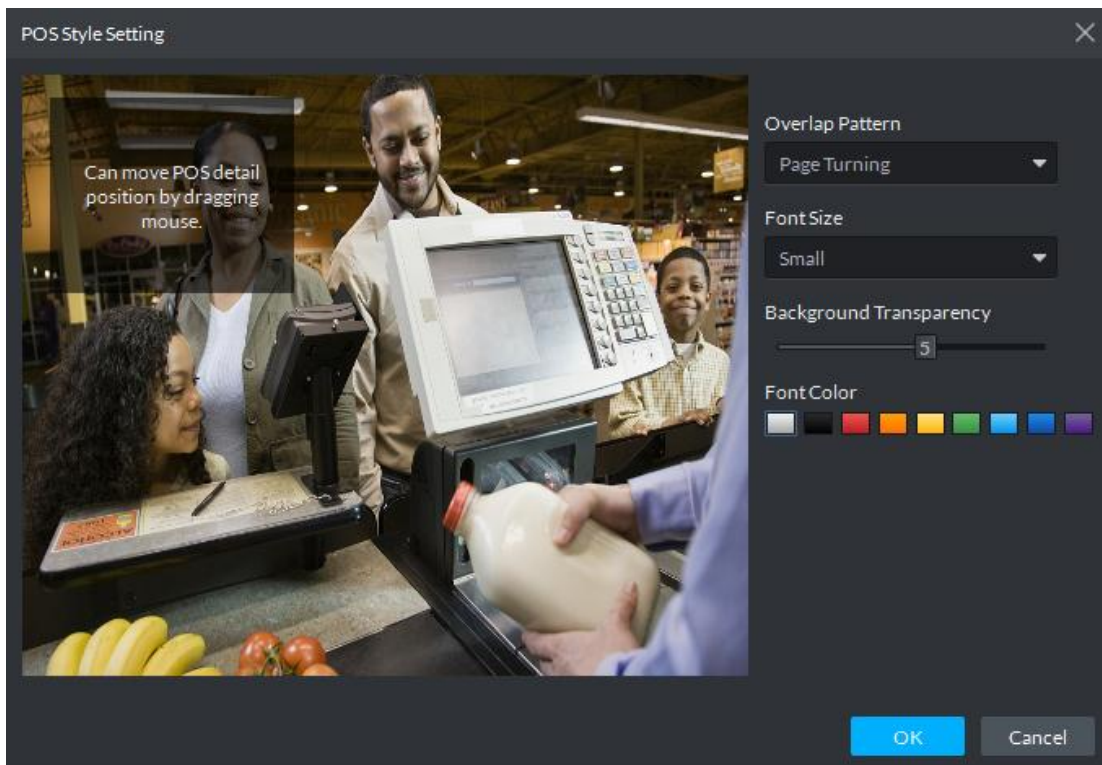 POS Style Setting
Can move POS detail
position by dragging
mouse.
Overlap Pattern
Page Turning
Font Size
Small
Background Transparency
5
Font Color
OK
Cancel